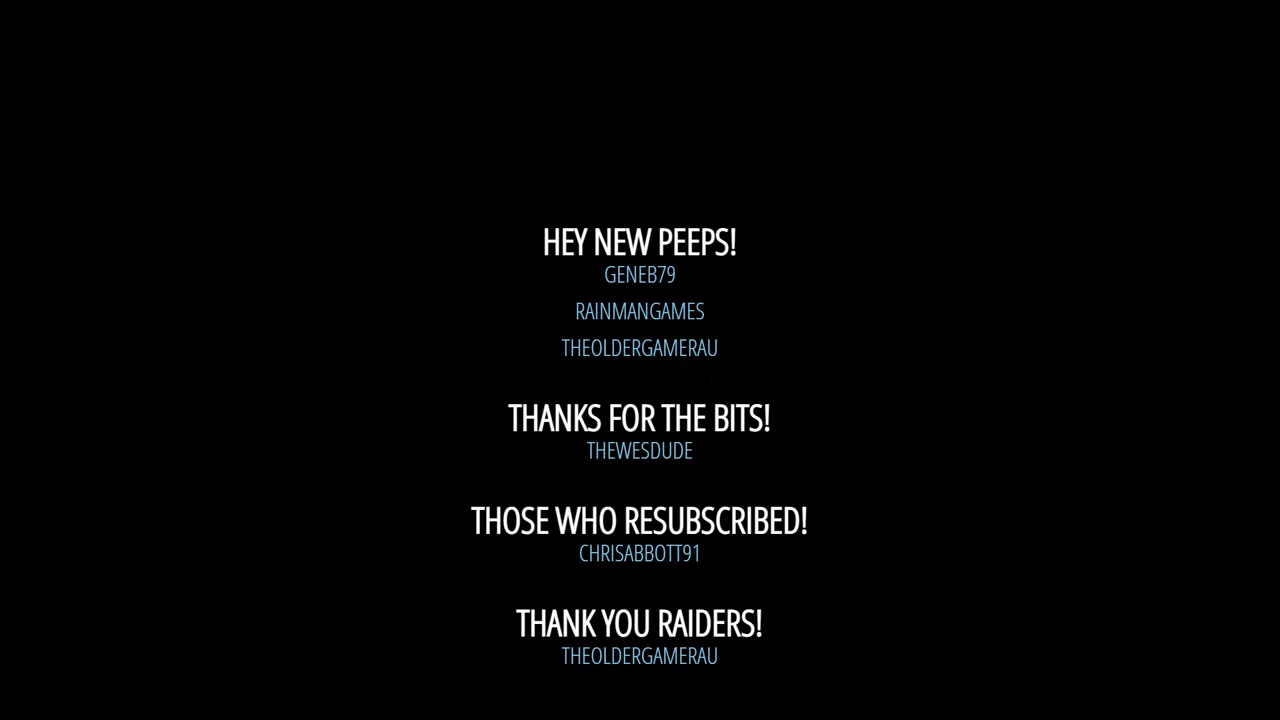 HEY NEW PEEPS!
GENEB79
RAINMANGAMES
THEOLDERGAMERAU
THANKS FOR THE BITS!
THEWESDUDE
THOSE WHO RESUBSCRIBED!
CHRISABBOTT91
THANK YOU RAIDERS!
THEOLDERGAMERAU